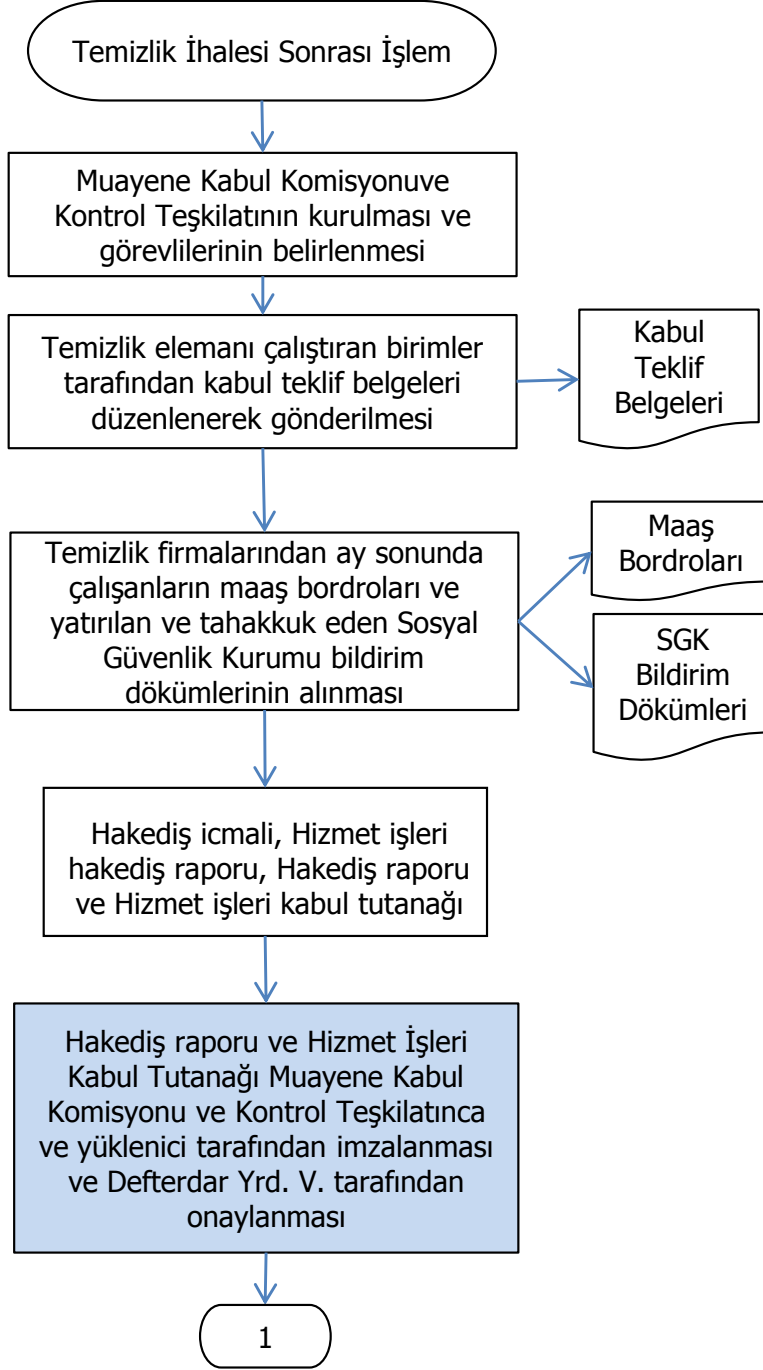 Temizlik İhalesi Sonrası İşlem
Muayene Kabul Komisyonuve
Kontrol Teşkilatının kurulması ve
görevlilerinin belirlenmesi
Temizlik elemanı çalıştıran birimler
tarafından kabul teklif belgeleri
düzenlenerek gönderilmesi
Kabul
Teklif
Belgeleri
Temizlik firmalarından ay sonunda
çalışanların maaş bordroları ve
yatırılan ve tahakkuk eden Sosyal
Güvenlik Kurumu bildirim
dökümlerinin alınması
Maaş
Bordroları
SGK
Bildirim
Dökümleri
Hakediş icmali, Hizmet işleri
hakediş raporu, Hakediş raporu
ve Hizmet işleri kabul tutanağı
Hakediş raporu ve Hizmet İşleri
Kabul Tutanağı Muayene Kabul
Komisyonu ve Kontrol Teşkilatınca
ve yüklenici tarafından imzalanması
ve Defterdar Yrd. V. tarafından
onaylanması
1